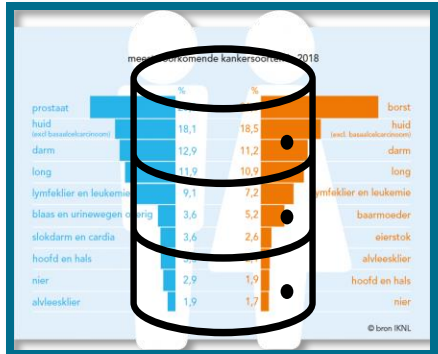 meest voorkomende kankersoorten 2018
% %
prostaat borst
huid 18,1 18,5 huid
(excl basaalcelcarcinoom) (excl. basaalcelcarcinoom)
darm 12,9 11,2 darm
long 11,9 10,9 long
lymfeklier en leukemie 9,1 7,2 lymfeklier en leukemie
blaas en urinewegen overig 3,6 5,2 baarmoeder
slokdarm en cardia 3,6 2,6 eierstok
hoofd en hals alvleesklier
nier 2,9 1,9 hoofd en hals
alvleesklier 1,9 1,7 nier
© bron IKNL